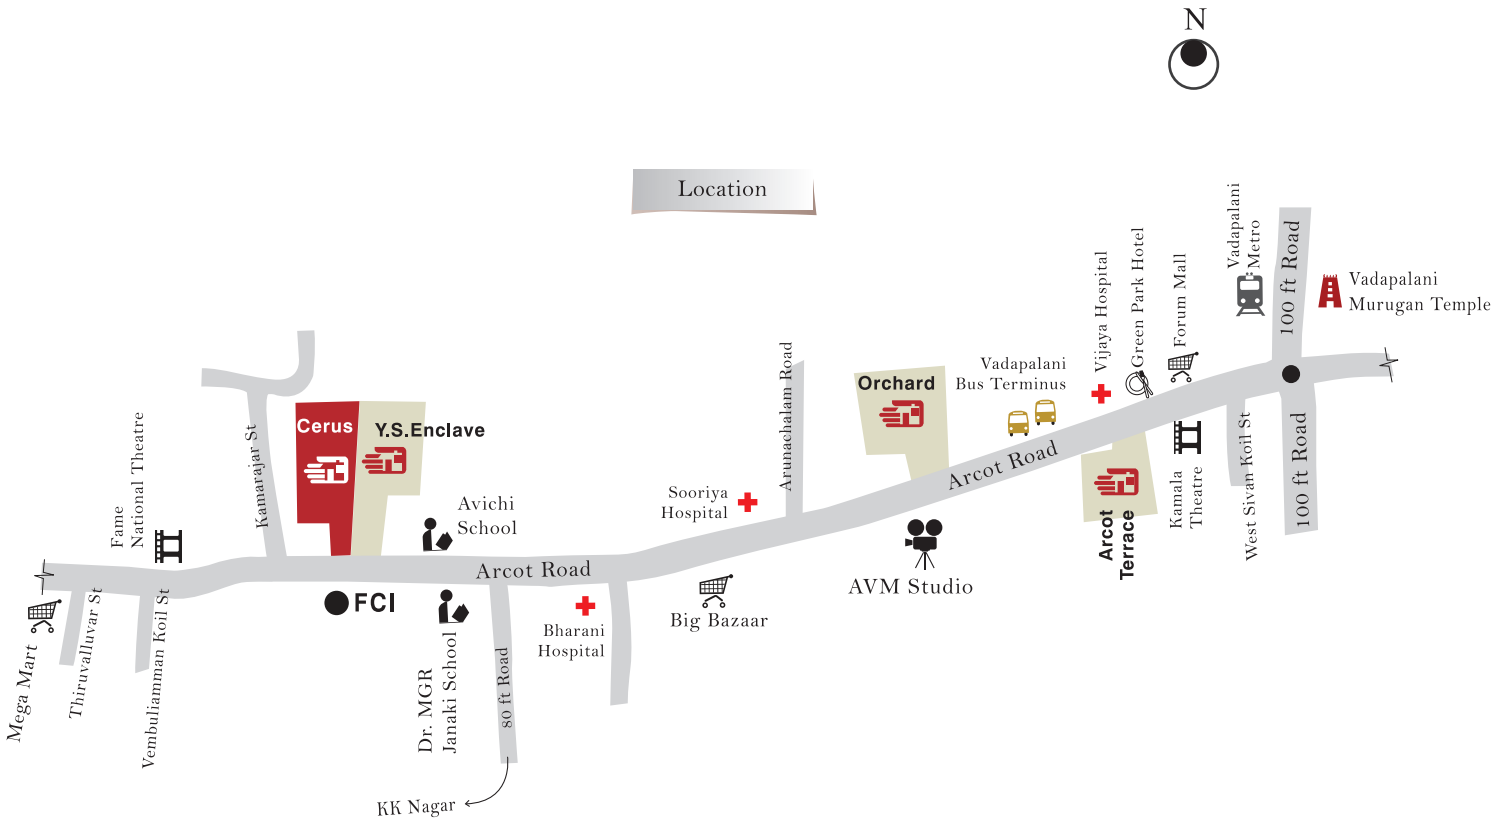 N
Location
Vadapalani
Metro
100 ft Road
Vadapalani
Murugan Temple
Vijaya Hospital
Green Park Hotel
Forum Mall
Vadapalani
Bus Terminus
Orchard
Arunachalam Road
Cerus
Y.S.Enclave
Kamarajar St
Fame
National Theatre
Avichi
School
Sooriya
Hospital
Arcot Road
Arcot
Terrace
Kamala
Theatre
West Sivan Koil St
100 ft Road
Arcot Road
AVM Studio
FCI
Big Bazaar
Bharani
Hospital
Mega Mart
Thiruvalluvar St
Vembuliamman Koil St
Dr. MGR
Janaki School
80 ft Road
KK Nagar